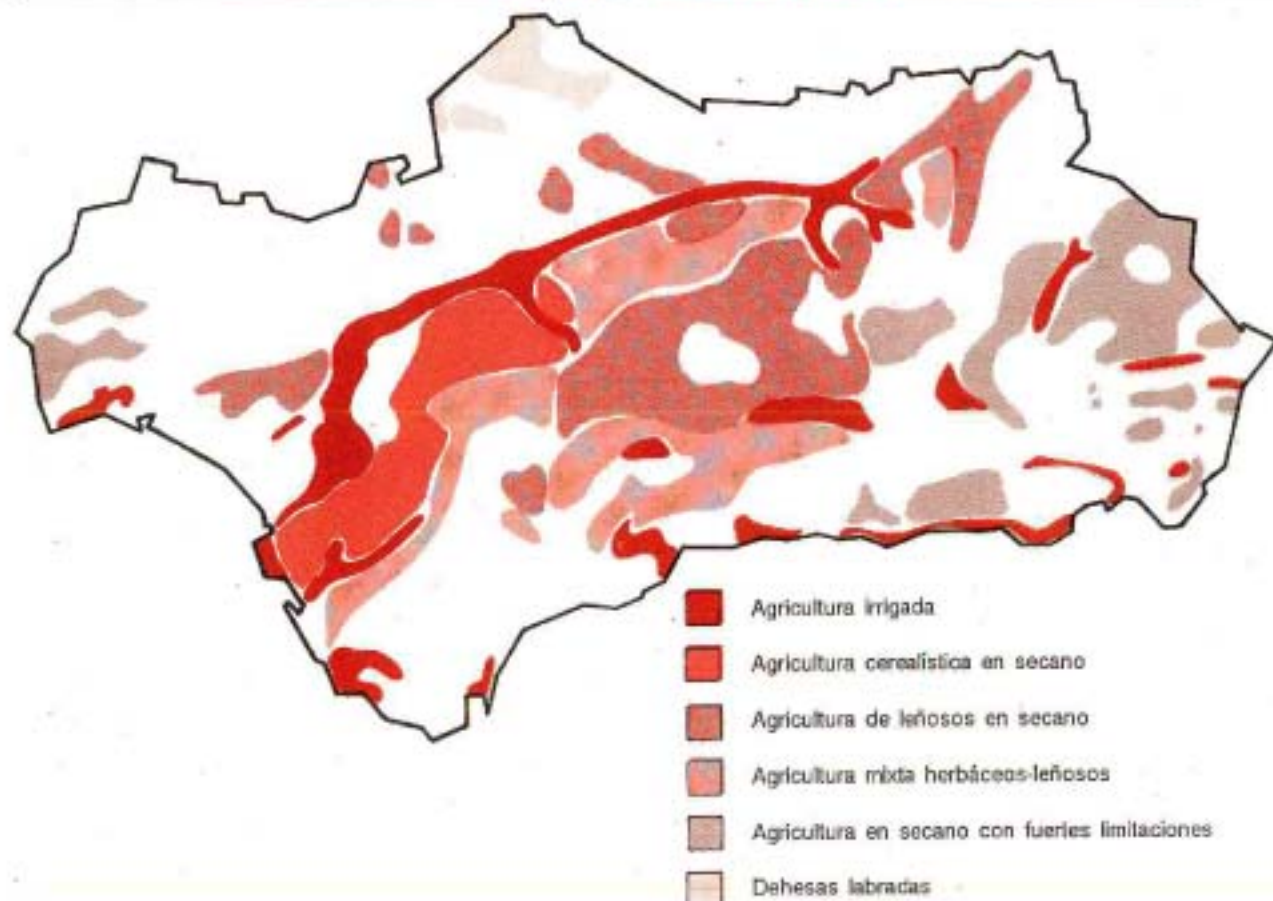 Agricultura irrigada
Agricultura cerealística en secano
Agricultura de leñosos en secano
Agricultura mixta herbáceos-leñosos
Agricultura en secano con fuertes limitaciones
Dehesas labradas